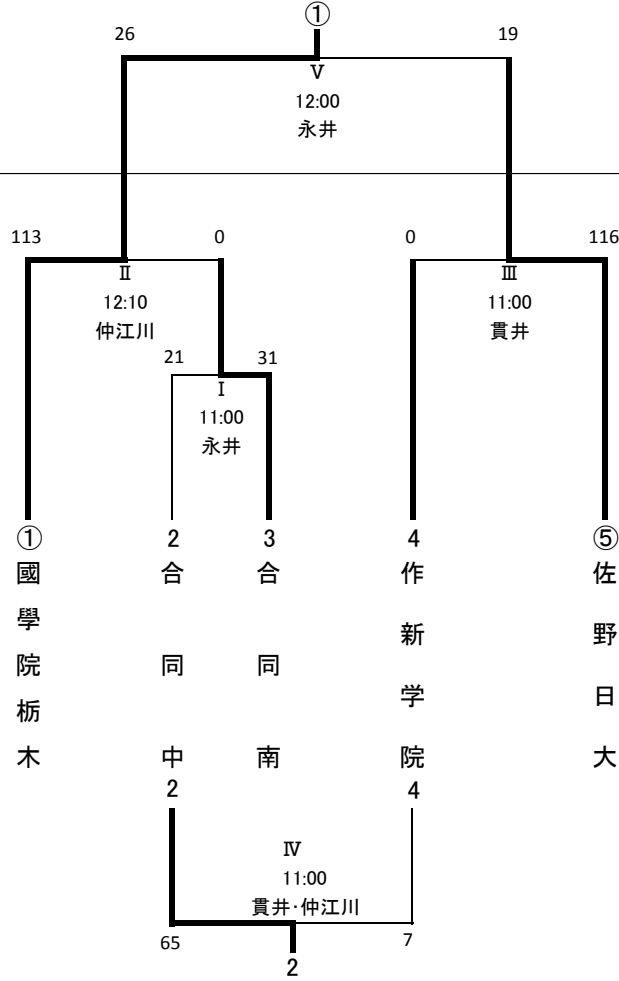 ①
26
19
Ⅴ
12:00
永井
113
0
0
116
Ⅱ
12:10
仲江川
Ⅲ
11:00
貫井
21
31
Ⅰ
11:00
永井
①
國學院栃木
2
合同中
3
合同南
4
作新学院
⑤
佐野日大
2
4
Ⅳ
11:00
貫井・仲江川
65
7
2